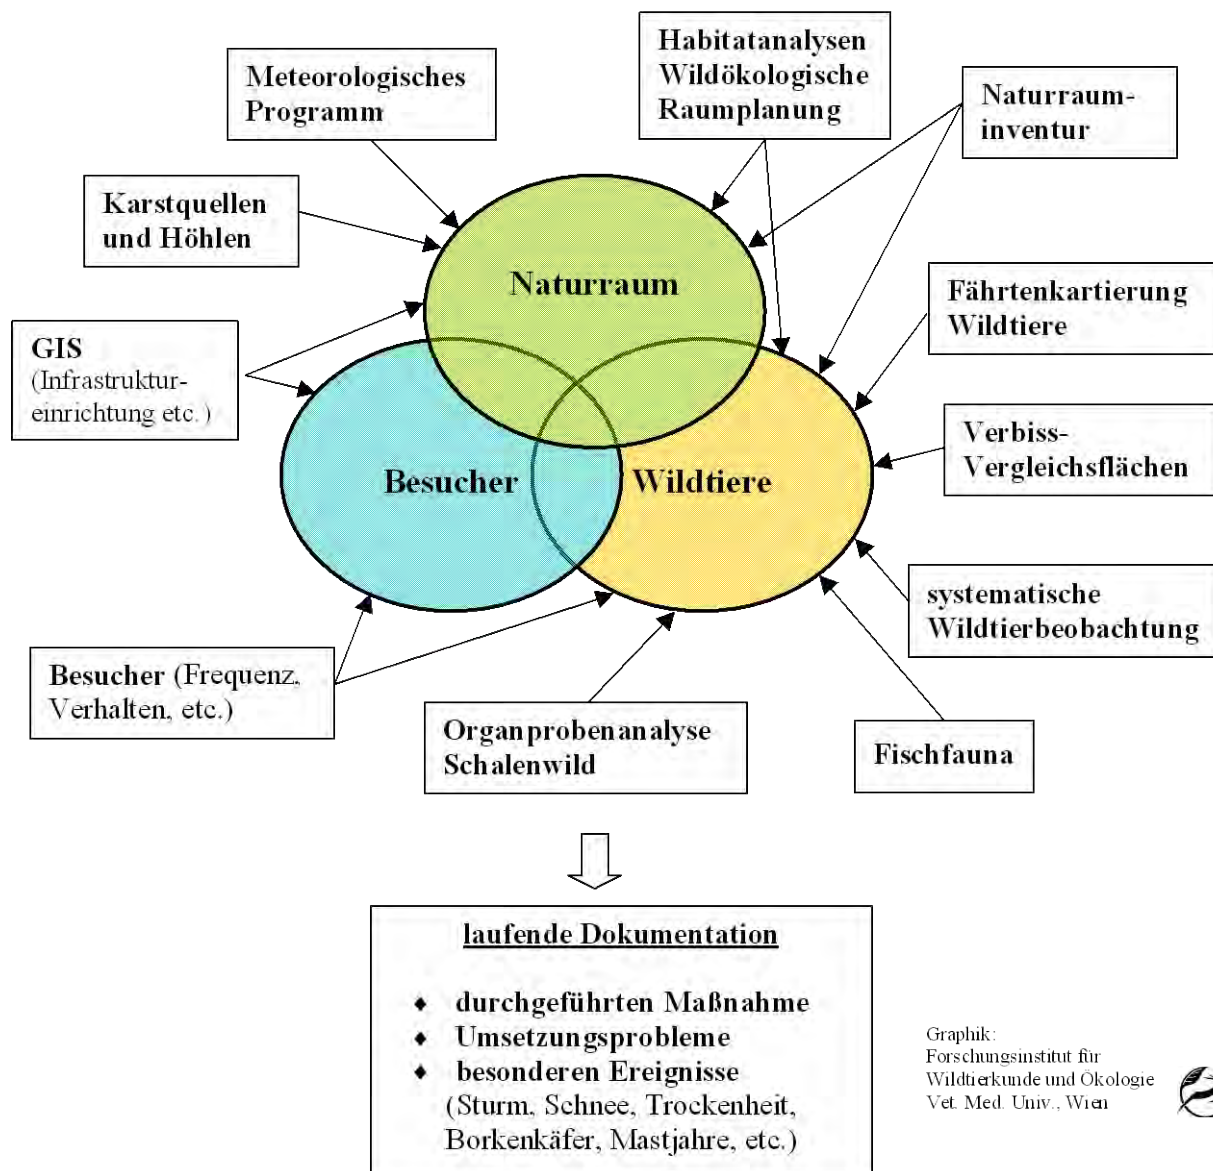 Habitatanalysen
Wildökologische
Raumplanung
Meteorologisches
Programm
Naturraum-
inventur
Karstquellen
und Höhlen
Naturraum
Fährtenkartierung
Wildtiere
GIS
(Infrastruktur-
einrichtung etc.)
Verbiss-
Vergleichsflächen
Besucher
Wildtiere
systematische
Wildtierbeobachtung
Besucher (Frequenz,
Verhalten, etc.)
Organprobenanalyse
Schalenwild
Fischfauna
laufende Dokumentation
♦ durchgeführten Maßnahme
♦ Umsetzungsprobleme
♦ besonderen Ereignisse
(Sturm, Schnee, Trockenheit,
Borkenkäfer, Mastjahre, etc.)
Graphik:
Forschungsinstitut für
Wildtierkunde und Ökologie
Vet. Med. Univ., Wien